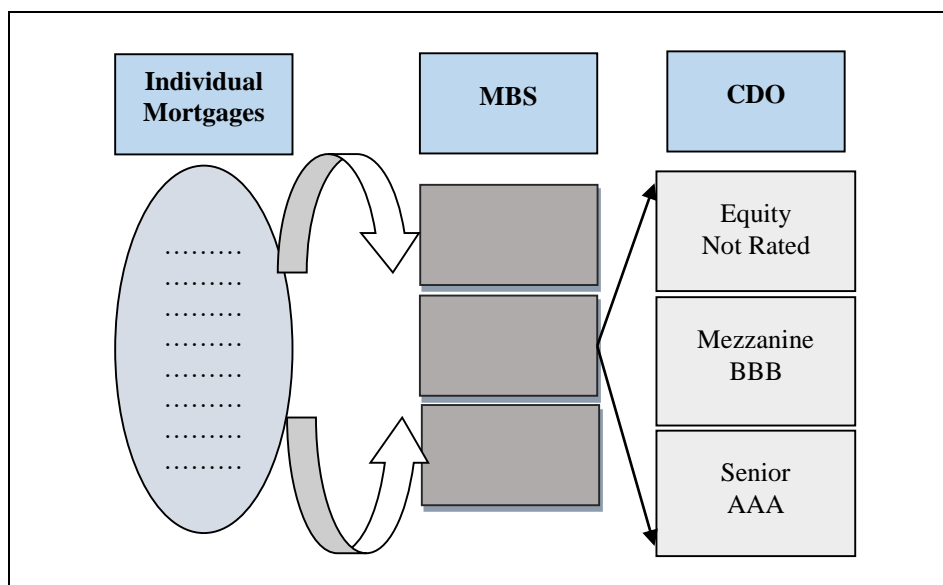 Individual
Mortgages
MBS
CDO
.........
.........
.........
.........
.........
.........
.........
.........
Equity
Not Rated
Mezzanine
BBB
Senior
AAA